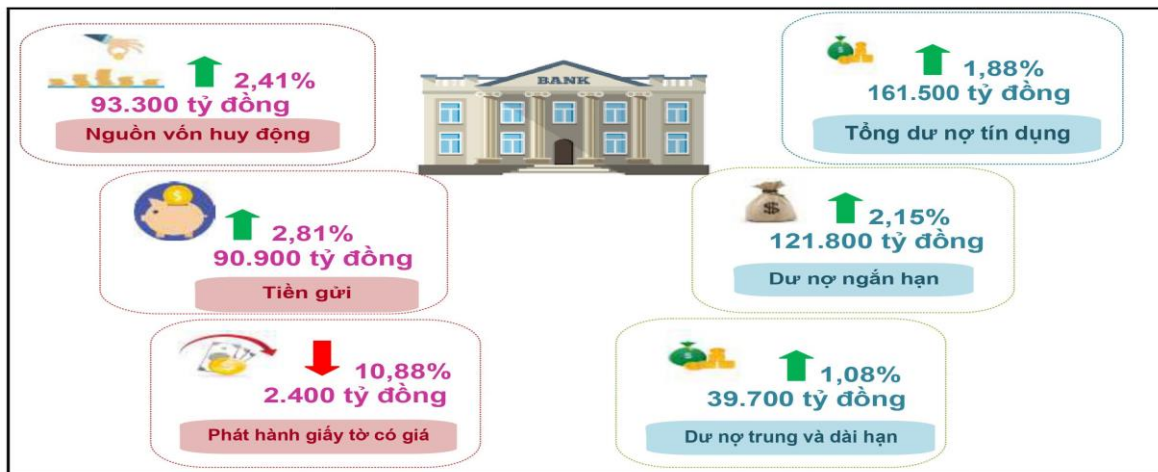 2,41%
93.300 tỷ đồng
Nguồn vốn huy động
2,81%
90.900 tỷ đồng
Tiền gửi
10,88%
2.400 tỷ đồng
Phát hành giấy tờ có giá
BANK
1,88%
161.500 tỷ đồng
Tổng dư nợ tín dụng
$
2,15%
121.800 tỷ đồng
Dư nợ ngắn hạn
1,08%
39.700 tỷ đồng
Dư nợ trung và dài hạn